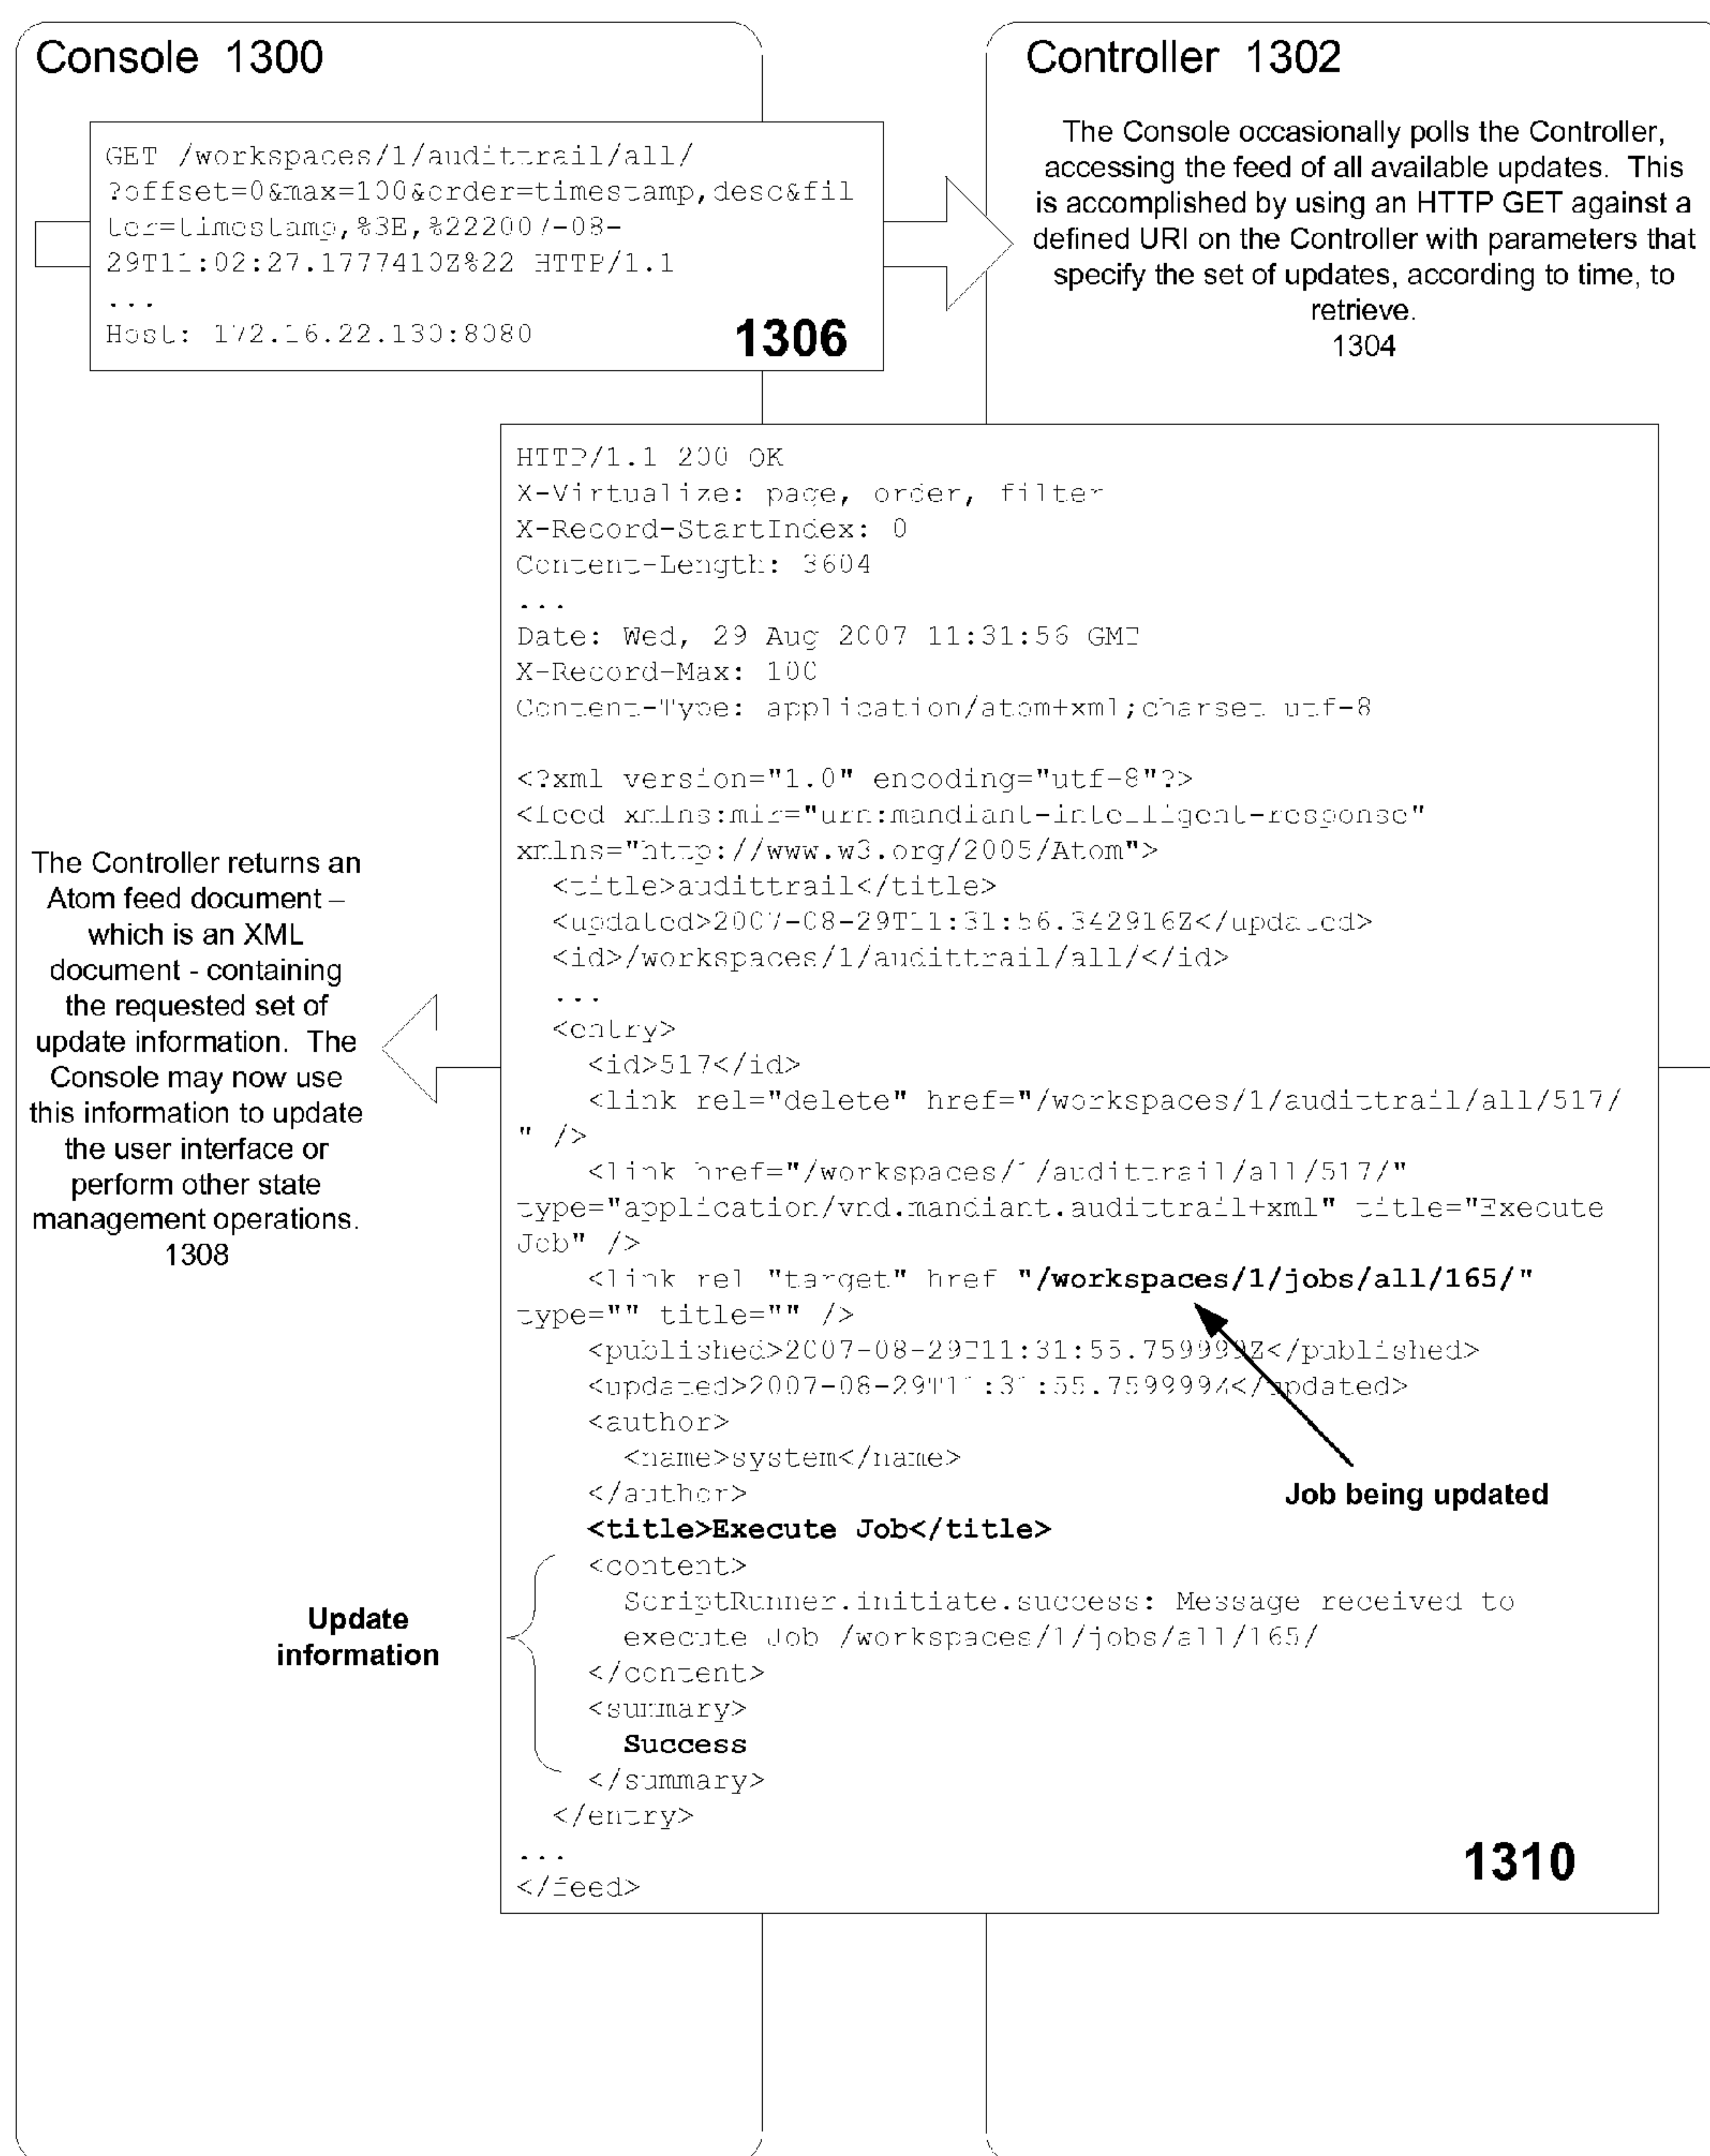 Console 1300
GET /workspaces/1/audittrail/all/
?offset=0&max=100&order=timestamp,desc&fil
ter=timestamp,%3E,%222007-08-
29T11:02:27.1777410Z%22 HTTP/1.1
...
Host: 172.16.22.130:8080
1306
Controller 1302
The Console occasionally polls the Controller,
accessing the feed of all available updates. This
is accomplished by using an HTTP GET against a
defined URI on the Controller with parameters that
specify the set of updates, according to time, to
retrieve.
1304
HTTP/1.1 200 OK
X-Virtualize: page, order, filter
X-Record-StartIndex: 0
Content-Length: 3604
...
Date: Wed, 29 Aug 2007 11:31:56 GMT
X-Record-Max: 100
Content-Type: application/atom+xml;charset utf-8
<?xml version="1.0" encoding="utf-8"?>
<feed xmlns:mir="urn:mandiant-intelligent-response"
xmlns="http://www.w3.org/2005/Atom">
<title>audittrail</title>
<updated>2007-08-29T11:31:56.342916Z</updated>
<id>/workspaces/1/audittrail/all/</id>
...
<entry>
<id>517</id>
<link rel="delete" href="/workspaces/1/audittrail/all/517/
" />
<link href="/workspaces/1/audittrail/all/517/"
type="application/vnd.mandiant.audittrail+xml" title="Execute
Job" />
<link rel "target" href "/workspaces/1/jobs/all/165/"
type="" title="" />
<published>2007-08-29T11:31:55.759999Z</published>
<updated>2007-08-29T11:31:55.759999Z</updated>
<author>
<name>system</name>
</author>
Job being updated
<title>Execute Job</title>
<content>
ScriptRunner.initiate.success: Message received to
execute Job /workspaces/1/jobs/all/165/
</content>
<summary>
Success
</summary>
</entry>
...
</feed>
1310
Update
information
The Controller returns an
Atom feed document –
which is an XML
document - containing
the requested set of
update information. The
Console may now use
this information to update
the user interface or
perform other state
management operations.
1308